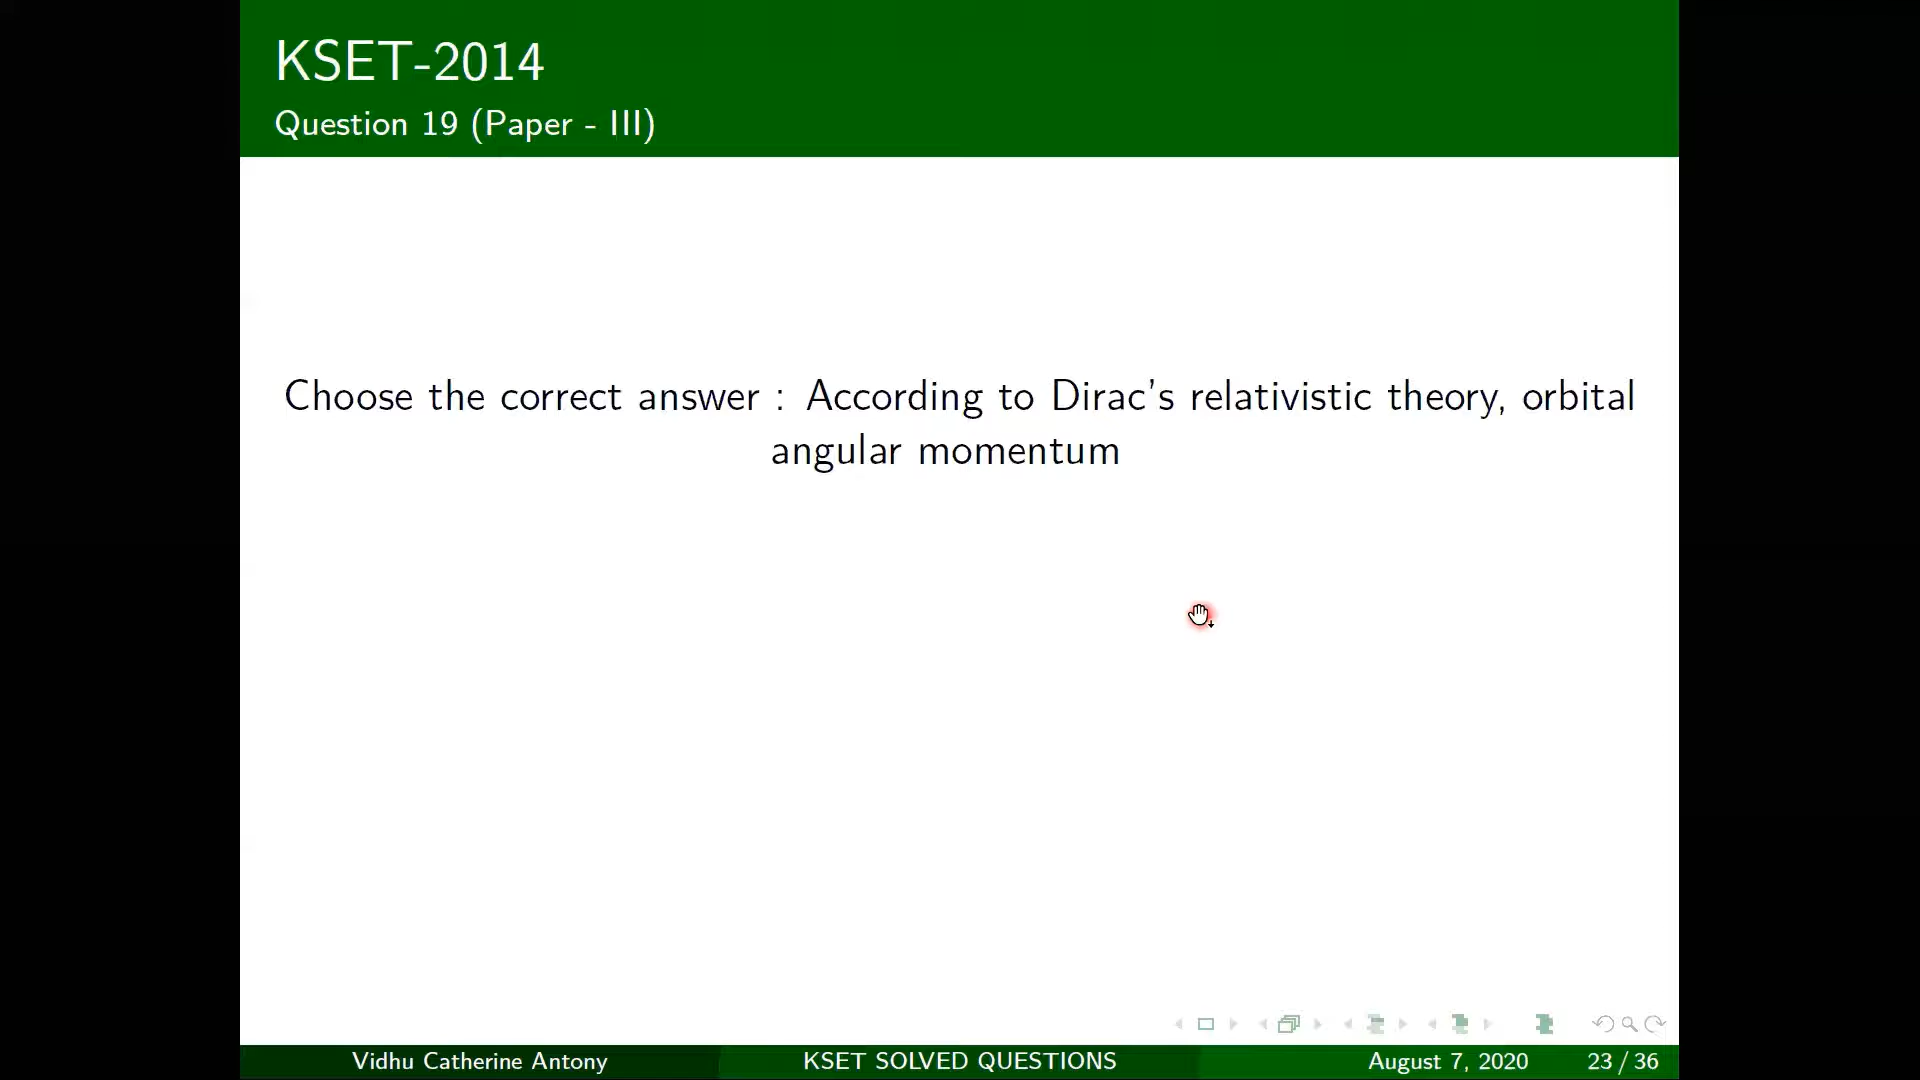 KSET-2014
Question 19 (Paper - III)
Choose the correct answer : According to Dirac's relativistic theory, orbital
angular momentum
Vidhu Catherine Antony
KSET SOLVED QUESTIONS
August 7, 2020
23 / 36